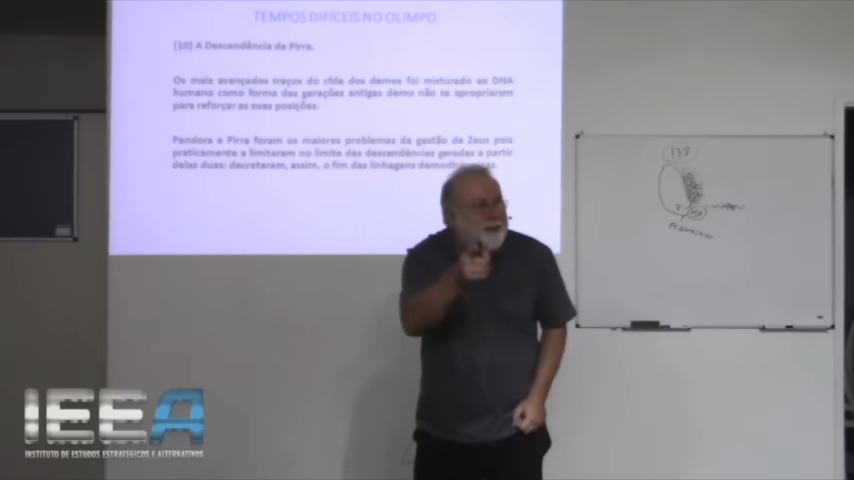 TEMPOS DIFÍCEIS NO OLIMPO
(10) A Descendência da Pirra.
Os mais avançados traços do cfda dos demos foi misturado ao DNA
humano como forma das gerações antigas demo não se apropriarem
para reforçar as suas posições.
Pandora e Pirra foram os maiores problemas da gestão de Zeus pois
praticamente a limitaram no limite das descendências geradas a partir
delas duas: decretaram, assim, o fim das linhagens
138
IEEA
INSTITUTO DE ESTUDOS ESTRATÉGICOS E ALTERNATIVOS